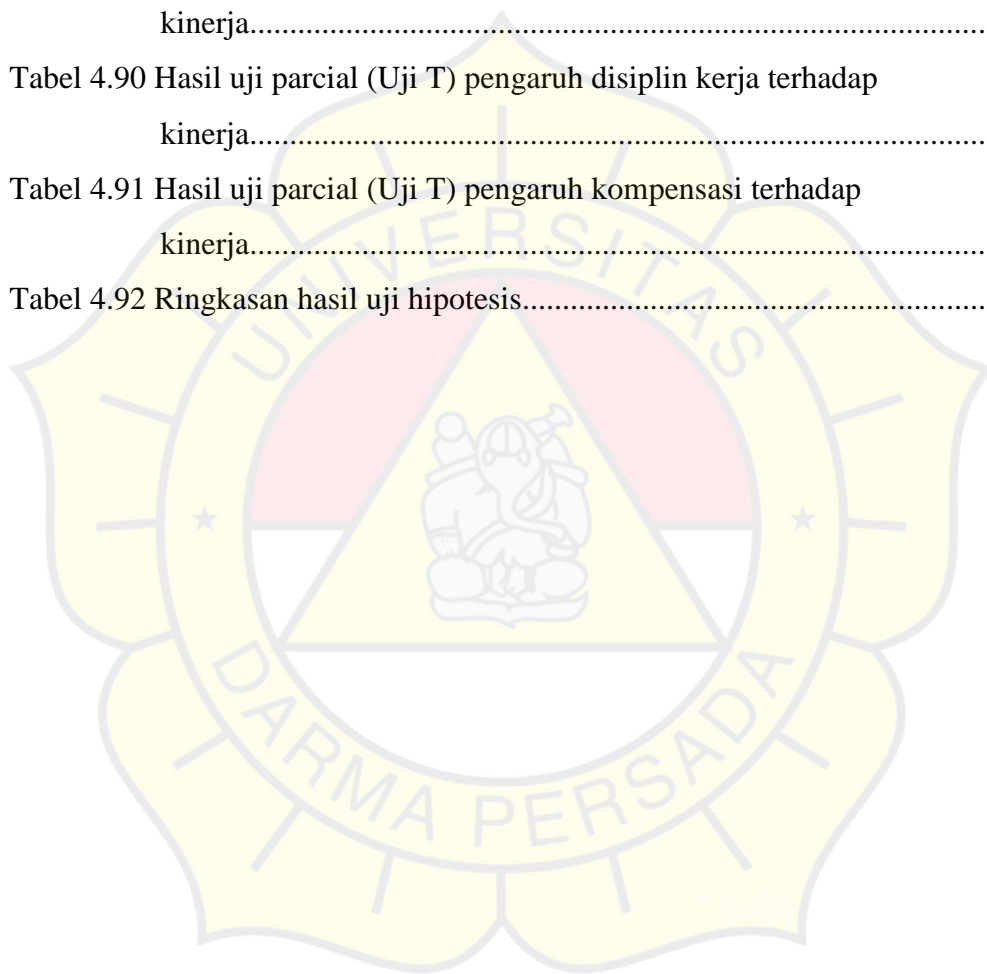 kinerja............................................................................................
Tabel 4.90 Hasil uji parcial (Uji T) pengaruh disiplin kerja terhadap
kinerja............................................................................................
Tabel 4.91 Hasil uji parcial (Uji T) pengaruh kompensasi terhadap
kinerja............................................................................................
Tabel 4.92 Ringkasan hasil uji hipotesis..........................................................
UNIVERSITAS
DARMA PERSADA